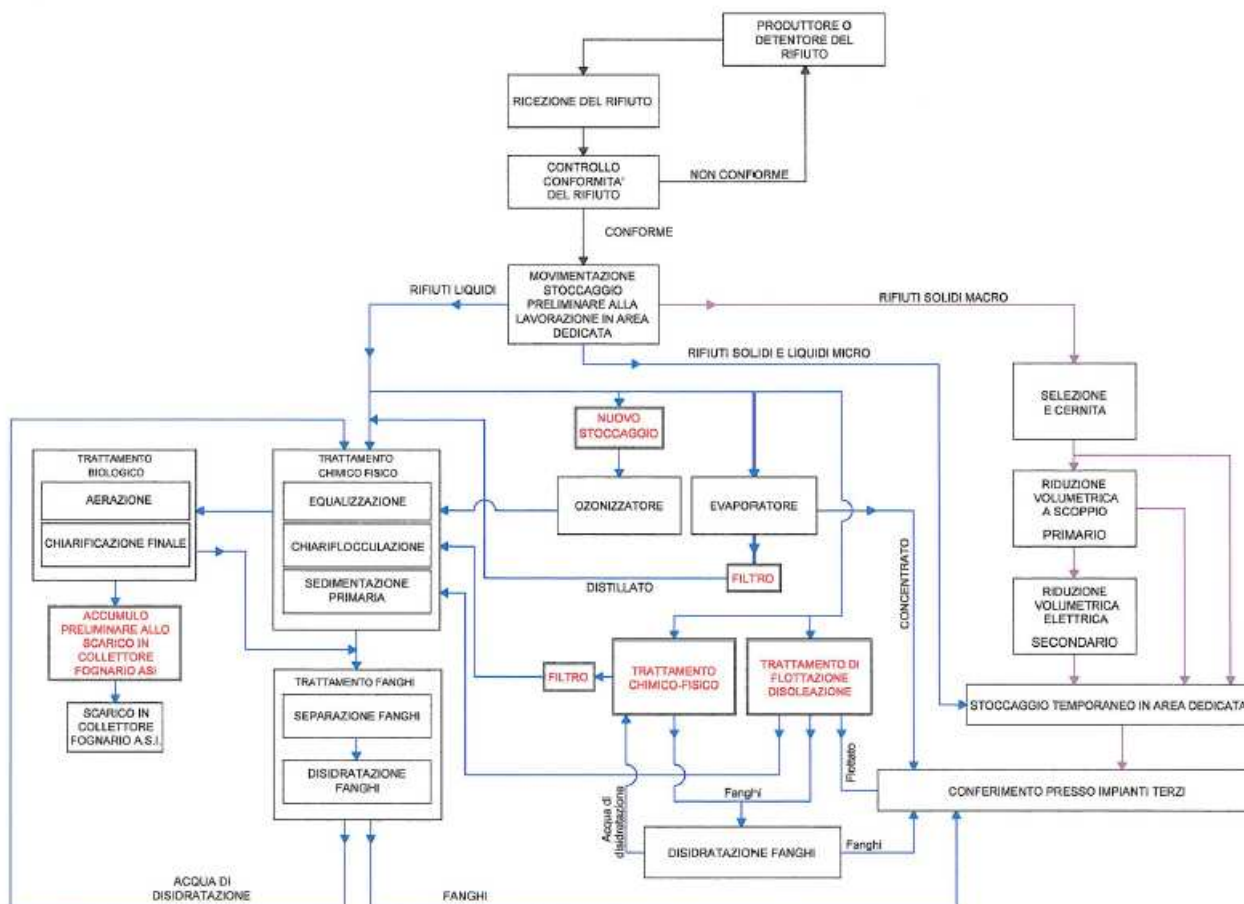 PRODUTTORE O
DETENTORE DEL
RIFIUTO
RICEZIONE DEL RIFIUTO
CONTROLLO
CONFORMITA'
DEL RIFIUTO
NON CONFORME
CONFORME
MOVIMENTAZIONE
STOCCAGGIO
PRELIMINARE ALLA
LAVORAZIONE IN AREA
DEDICATA
RIFIUTI LIQUIDI
RIFIUTI SOLIDI MACRO
RIFIUTI SOLIDI E LIQUIDI MICRO
SELEZIONE
E CERNITA
NUOVO
STOCCAGGIO
TRATTAMENTO
BIOLOGICO
AERAZIONE
CHIARIFICAZIONE FINALE
TRATTAMENTO
CHIMICO FISICO
EQUALIZZAZIONE
CHIARIFLOCCULAZIONE
SEDIMENTAZIONE
PRIMARIA
OZONIZZATORE
EVAPORATORE
RIDUZIONE
VOLUMETRICA
A SCOPPIO
PRIMARIO
FILTRO
DISTILLATO
CONCENTRATO
RIDUZIONE
VOLUMETRICA
ELETTRICA
SECONDARIO
ACCUMULO
PRELIMINARE ALLO
SCARICO IN
COLLETTORE
FOGNARIO ASI
SCARICO IN
COLLETTORE
FOGNARIO A.S.I.
TRATTAMENTO FANGHI
SEPARAZIONE FANGHI
DISIDRATAZIONE
FANGHI
FILTRO
TRATTAMENTO
CHIMICO-FISICO
TRATTAMENTO DI
FLOTTAZIONE
DISOLEAZIONE
STOCCAGGIO TEMPORANEO IN AREA DEDICATA
Flottato
CONFERIMENTO PRESSO IMPIANTI TERZI
Acqua di
disidratazione
Fanghi
DISIDRATAZIONE FANGHI
Fanghi
ACQUA DI
DISIDRATAZIONE
FANGHI